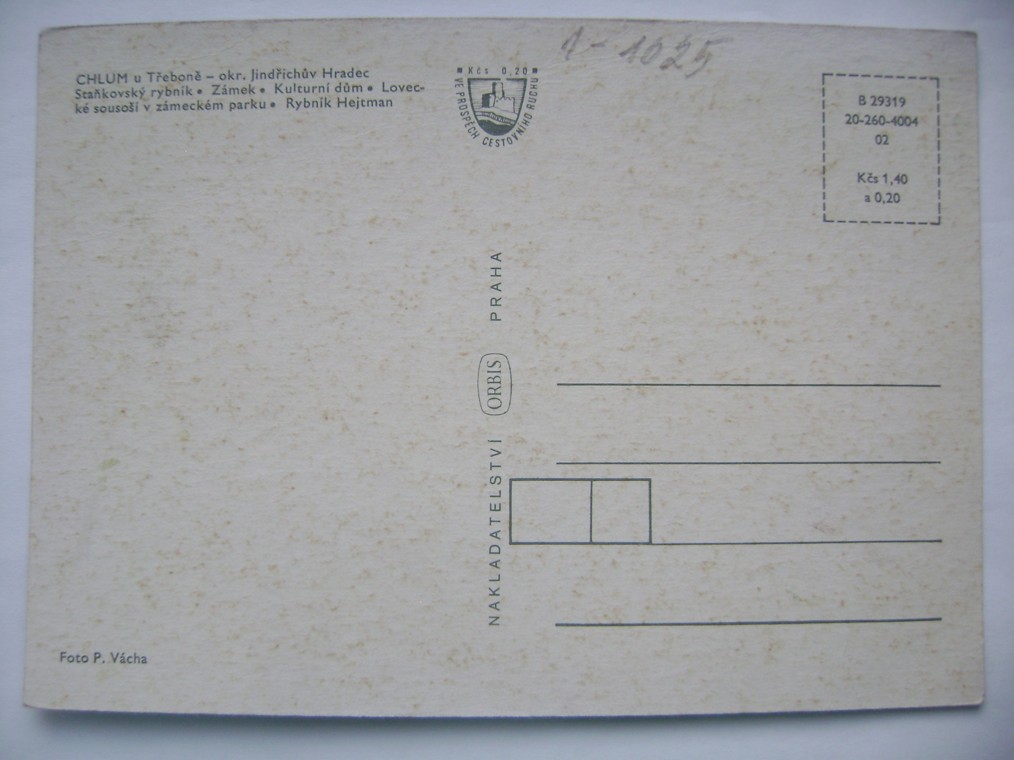 1-1025
CHLUM u Třeboně – okr. Jindřichův Hradec
Staňkovský rybník • Zámek • Kulturní dům • Lovec-
ké sousoší v zámeckém parku • Rybník Hejtman
Kčs 0,20
VE PROSPĚCH CESTOVNÍHO RUCHU
B 29319
20-260-4004
02
Kčs 1,40
a 0,20
NAKLADATELSTVÍ ORBIS PRAHA
Foto P. Vácha